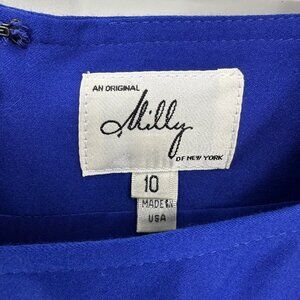 AN ORIGINAL
Milly
OF NEW YORK
10
MADE IN
USA